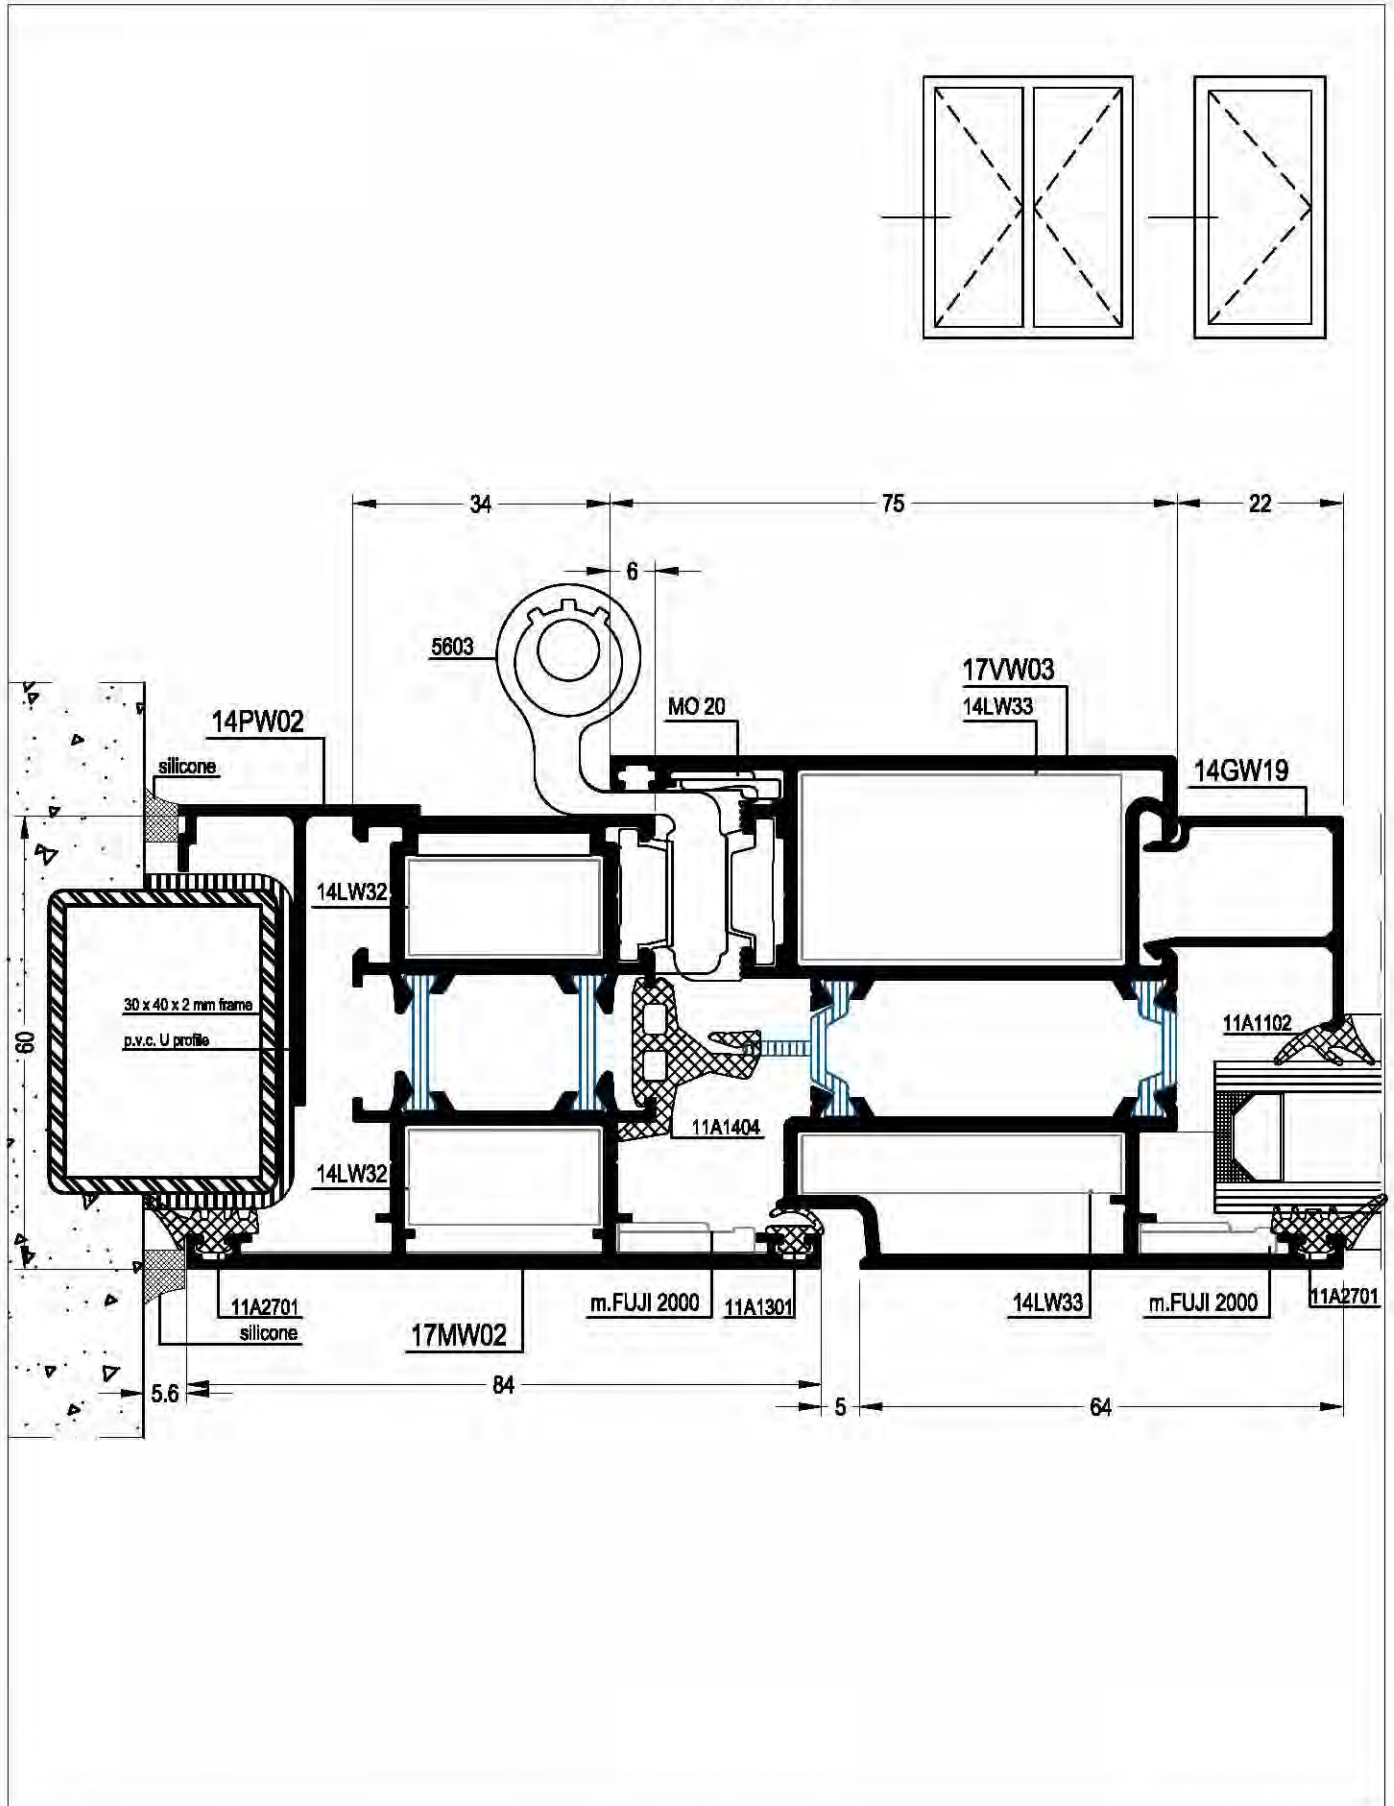 34
75
22
6
5603
17VW03
MO 20
14LW33
14PW02
silicone
14GW19
14LW32
30 x 40 x 2 mm frame
11A1102
p.v.c. U profile
60
11A1404
14LW32
11A2701
m.FUJI 2000
11A1301
14LW33
m.FUJI 2000
11A2701
silicone
17MW02
5.6
84
5
64